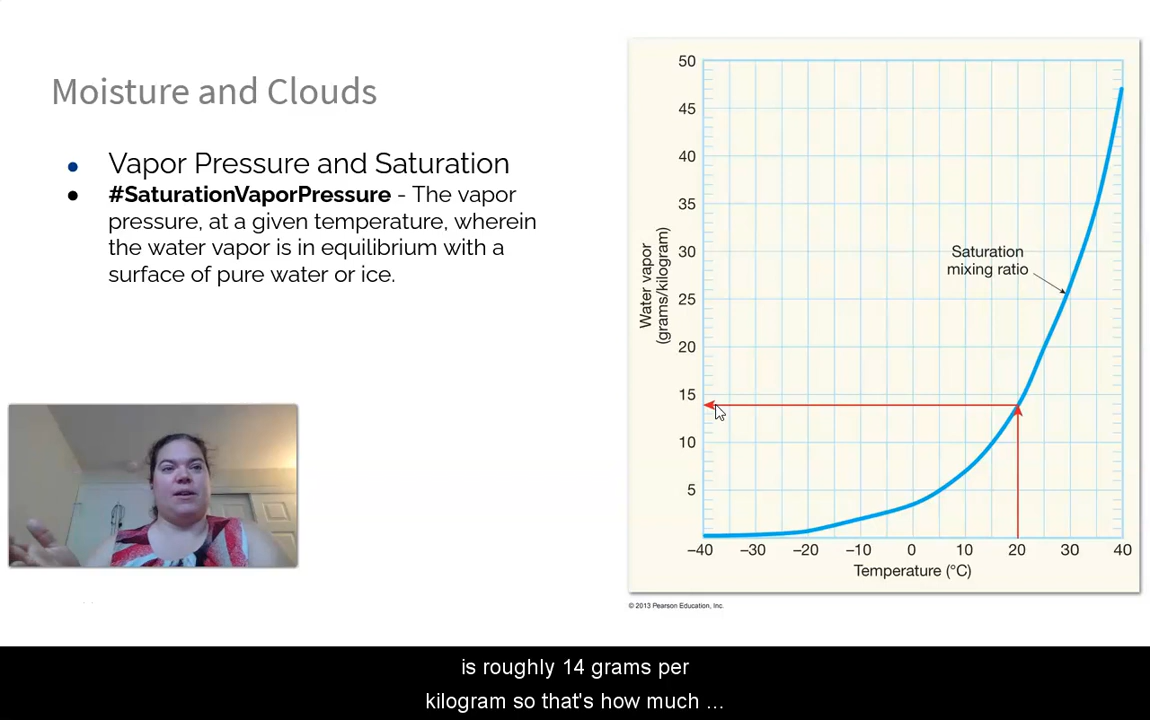 Moisture and Clouds
• Vapor Pressure and Saturation
• #SaturationVaporPressure - The vapor
pressure, at a given temperature, wherein
the water vapor is in equilibrium with a
surface of pure water or ice.
50
45
40
35
30
25
20
15
10
5
Water vapor
(grams/kilogram)
Saturation
mixing ratio
–40 –30 –20 –10 0 10 20 30 40
Temperature (°C)
© 2013 Pearson Education, Inc.
is roughly 14 grams per
kilogram so that's how much ...